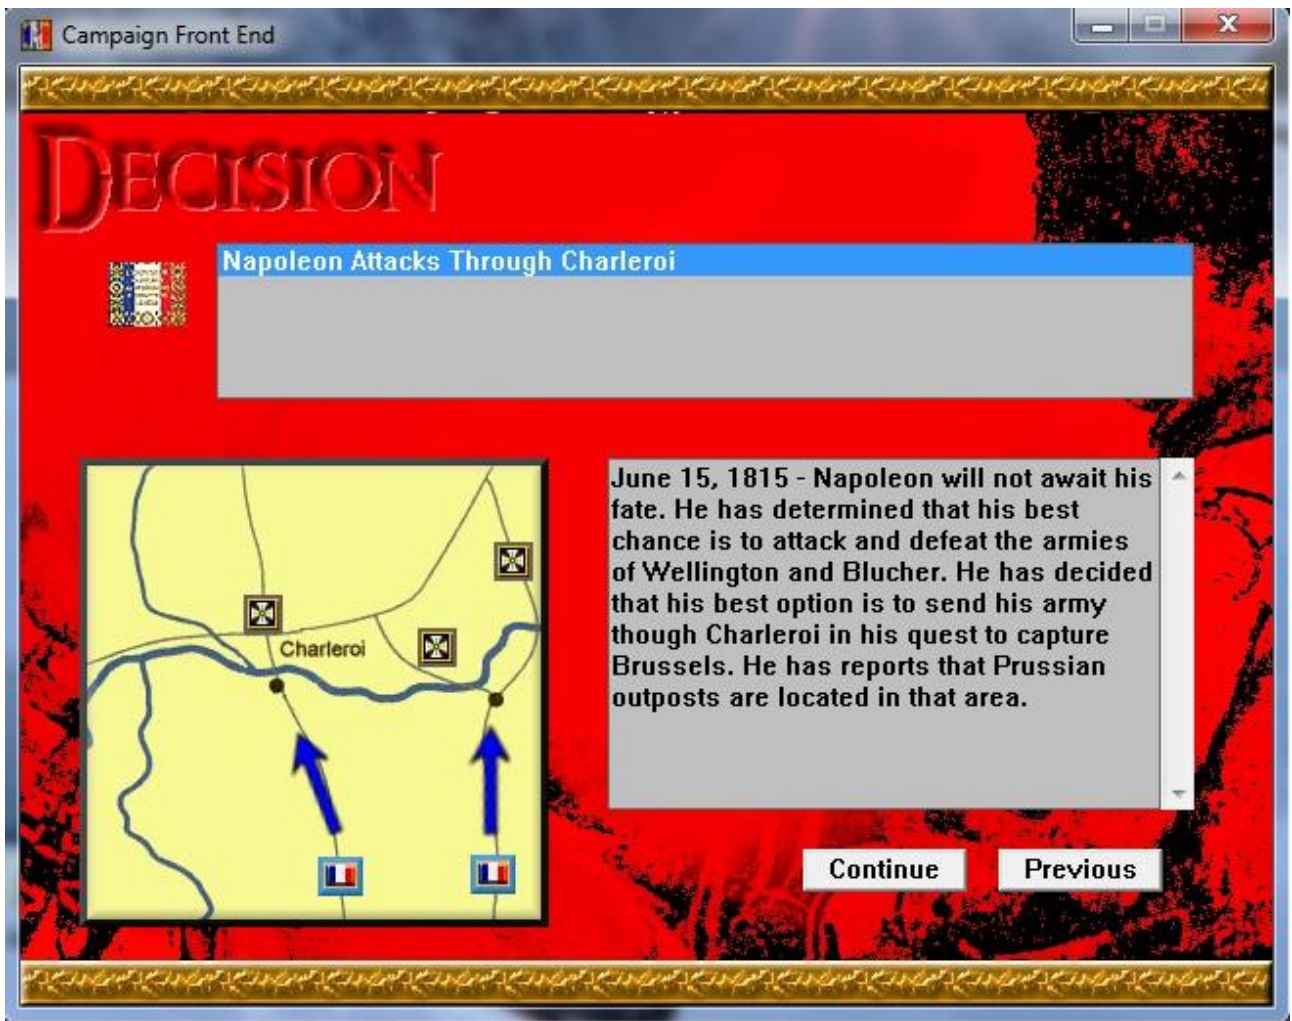 Campaign Front End
DECISION
Napoleon Attacks Through Charleroi
Charleroi
June 15, 1815 - Napoleon will not await his
fate. He has determined that his best
chance is to attack and defeat the armies
of Wellington and Blucher. He has decided
that his best option is to send his army
though Charleroi in his quest to capture
Brussels. He has reports that Prussian
outposts are located in that area.
Continue
Previous